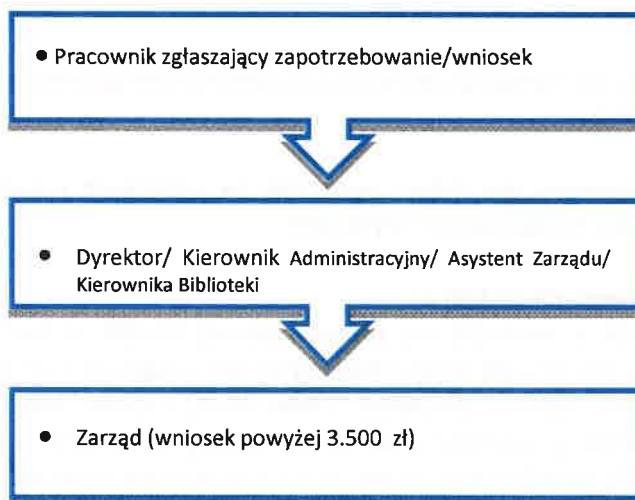 • Pracownik zgłaszający zapotrzebowanie/wniosek
• Dyrektor/ Kierownik Administracyjny/ Asystent Zarządu/
Kierownika Biblioteki
• Zarząd (wniosek powyżej 3.500 zł)